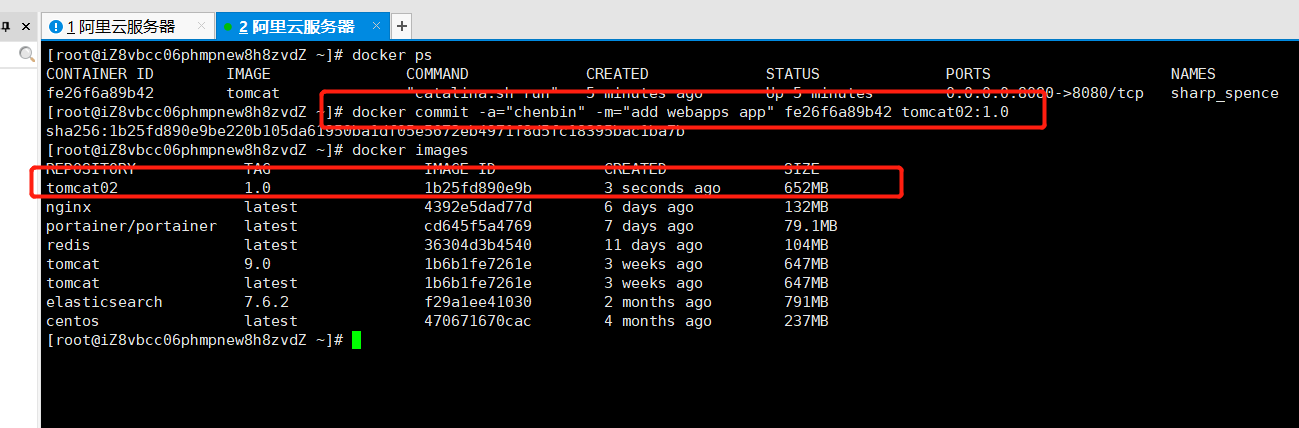 1 阿里云服务器
2 阿里云服务器
[root@iZ8vbcc06phmpnew8h8zvdZ ~]# docker ps
CONTAINER ID IMAGE COMMAND CREATED STATUS PORTS NAMES
fe26f6a89b42 tomcat "catalina.sh run" 5 minutes ago Up 5 minutes 0.0.0.0:8080->8080/tcp sharp_spence
[root@iZ8vbcc06phmpnew8h8zvdZ ~]# docker commit -a="chenbin" -m="add webapps app" fe26f6a89b42 tomcat02:1.0
[root@iZ8vbcc06phmpnew8h8zvdZ ~]# docker images
REPOSITORY TAG IMAGE ID CREATED SIZE
tomcat02 1.0 1b25fd890e9b 3 seconds ago 652MB
nginx latest 4392e5dad77d 6 days ago 132MB
portainer/portainer latest cd645f5a4769 7 days ago 79.1MB
redis latest 36304d3b4540 11 days ago 104MB
tomcat 9.0 1b6b1fe7261e 3 weeks ago 647MB
tomcat latest 1b6b1fe7261e 3 weeks ago 647MB
elasticsearch 7.6.2 f29a1ee41030 2 months ago 791MB
centos latest 470671670cac 4 months ago 237MB
[root@iZ8vbcc06phmpnew8h8zvdZ ~]#